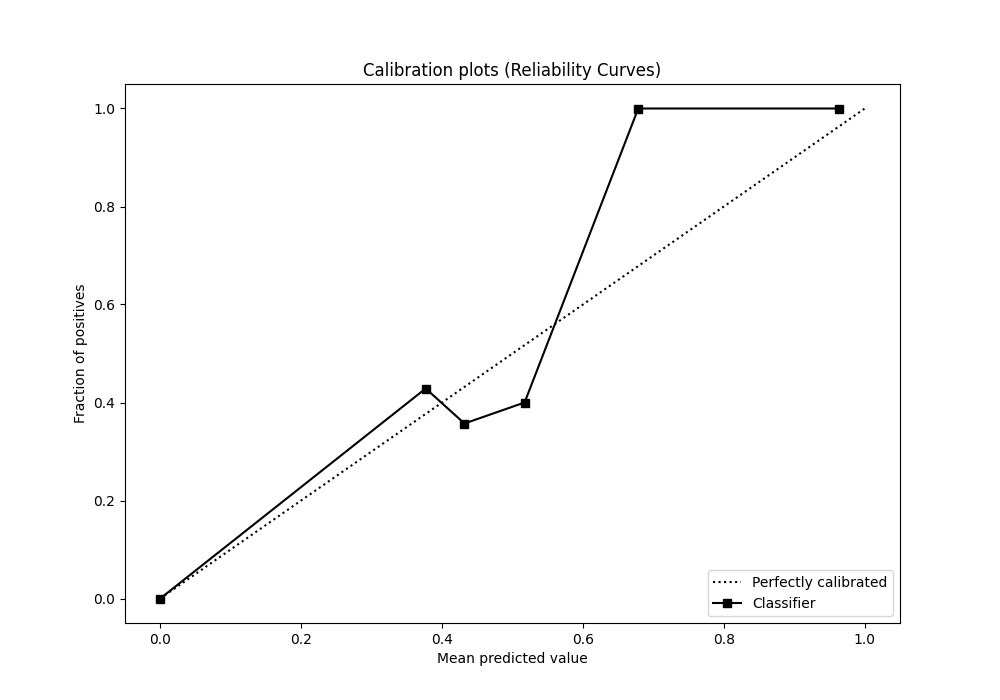 Calibration plots (Reliability Curves)
1.0
0.8
0.6
0.4
0.2
0.0
Fraction of positives
0.0 0.2 0.4 0.6 0.8 1.0
Mean predicted value
Perfectly calibrated
Classifier